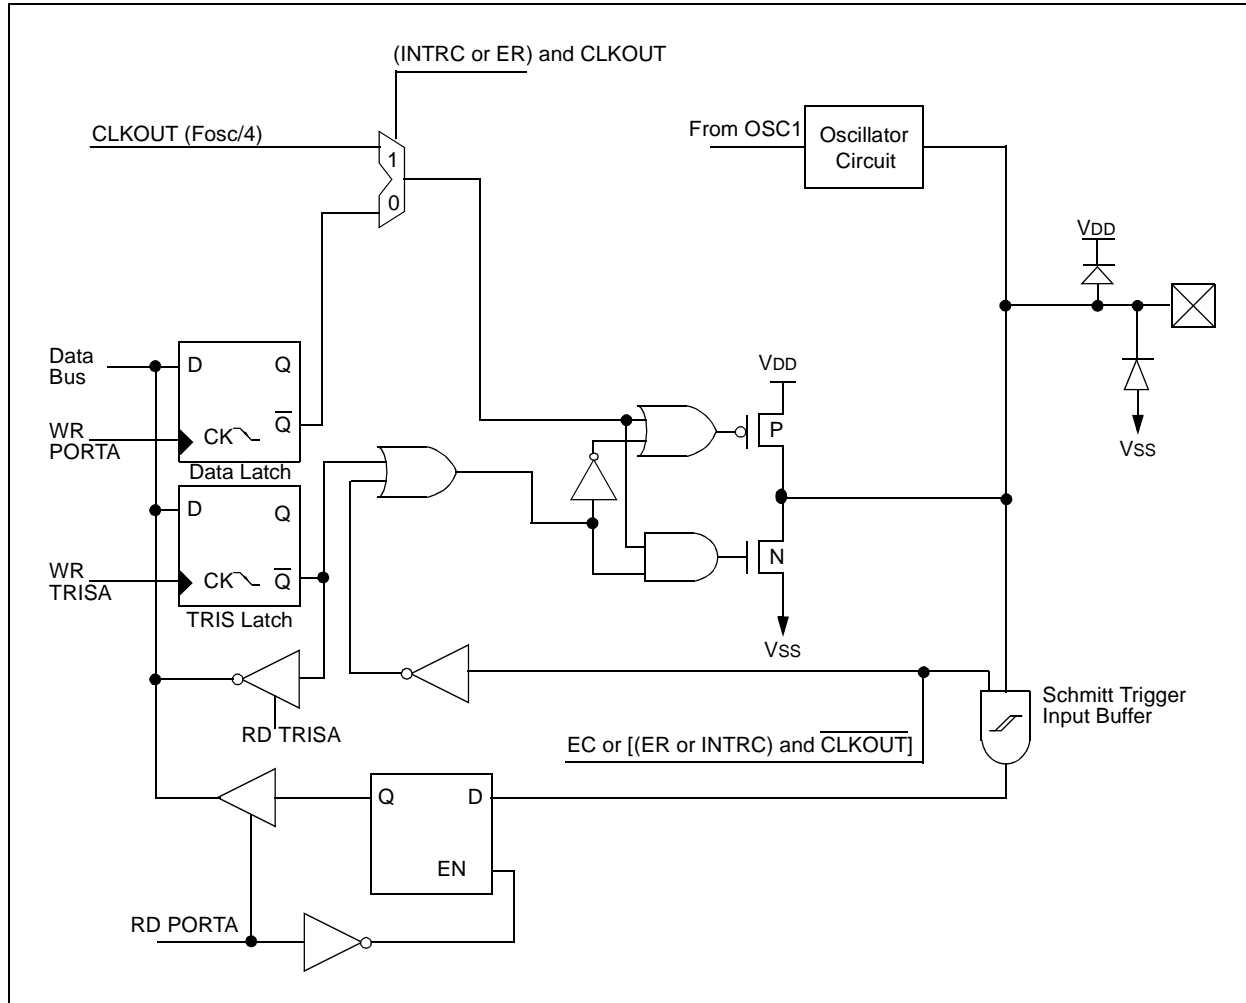 (INTRC or ER) and CLKOUT
CLKOUT (Fosc/4)
From OSC1
Oscillator
Circuit
1
0
VDD
Data
Bus
D
Q
VDD
WR
PORTA
CK
Q̅
P
VSS
Data Latch
D
Q
WR
TRISA
CK
Q̅
N
TRIS Latch
VSS
Schmitt Trigger
Input Buffer
RD TRISA
EC or [(ER or INTRC) and C̅L̅K̅O̅U̅T̅]
Q
D
EN
RD PORTA